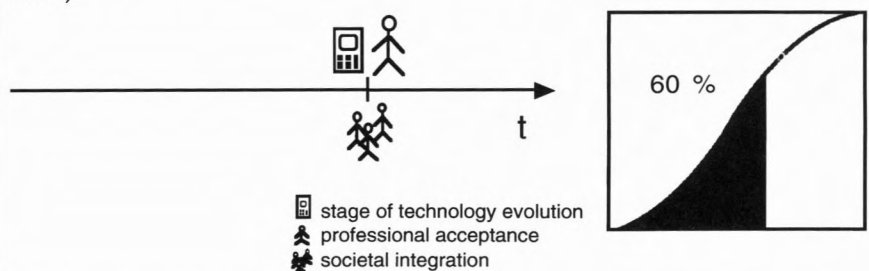 60 %
t
stage of technology evolution
professional acceptance
societal integration